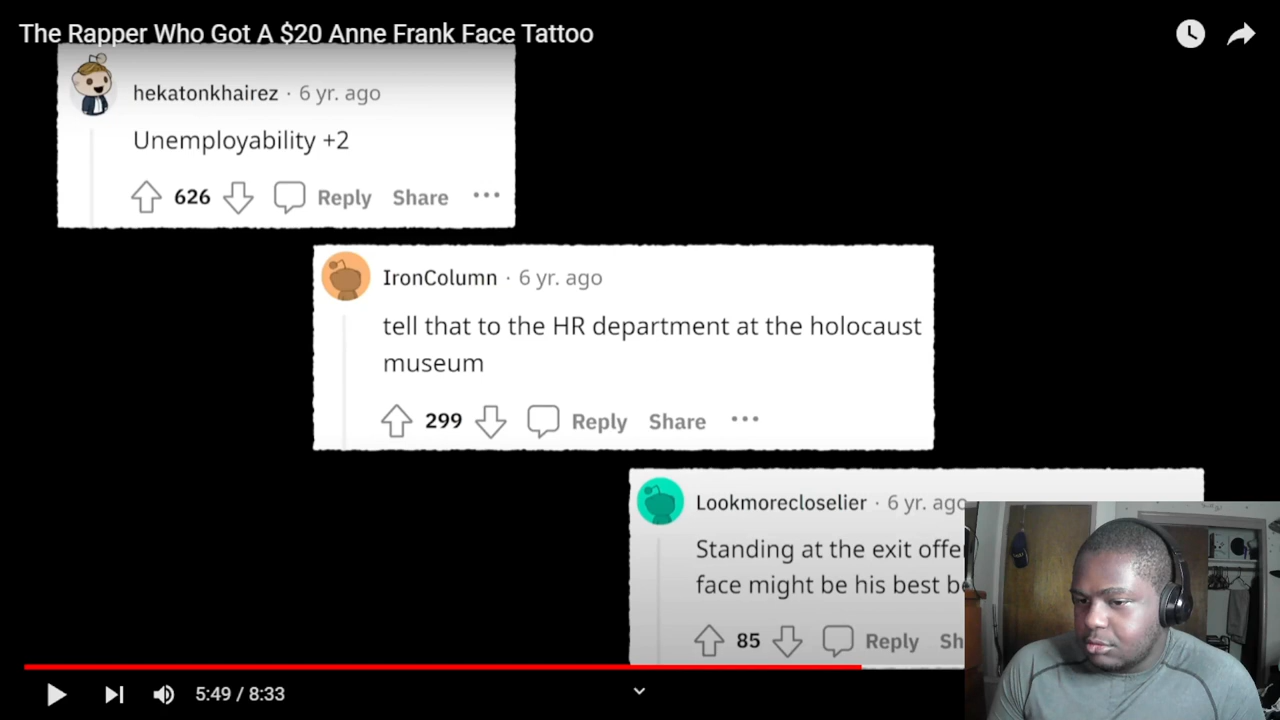 The Rapper Who Got A $20 Anne Frank Face Tattoo
hekatonkhairez · 6 yr. ago
Unemployability +2
626 Reply Share ···
IronColumn · 6 yr. ago
tell that to the HR department at the holocaust
museum
299 Reply Share ···
Lookmorecloselier · 6 yr. ago
Standing at the exit
face might be his best
85 Reply
5:49 / 8:33